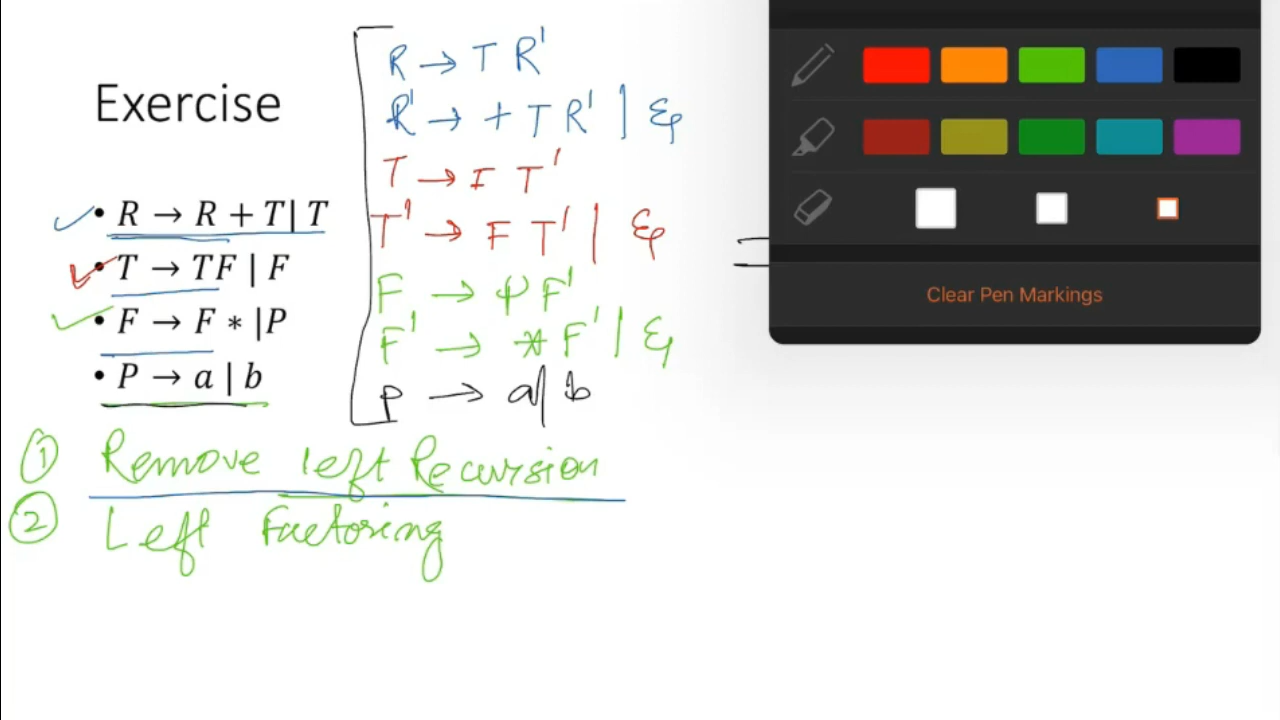 Exercise
• R → R + T| T
• T → TF | F
• F → F ∗ |P
• P → a | b
R → T R'
R' → + T R' | ε
T → F T'
T' → F T' | ε
F → P F'
F' → * F' | ε
P → a | b
① Remove left Recursion
② Left Factoring
Clear Pen Markings